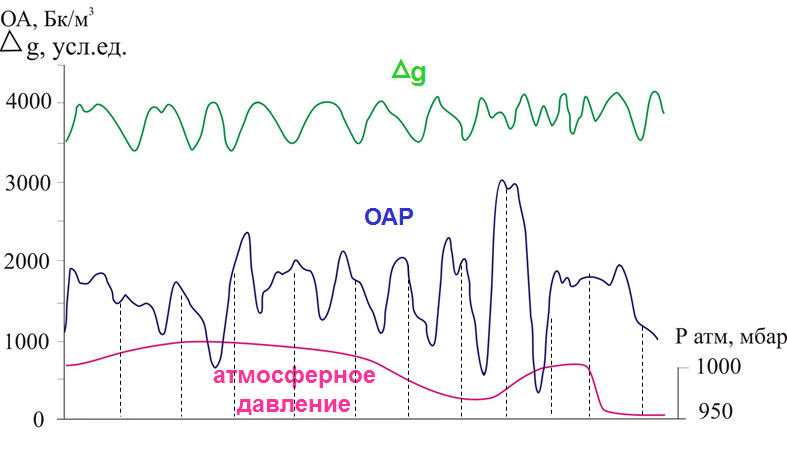 ОА, Бк/м³
△ g, усл.ед.
Δg
4000
3000
ОАР
2000
1000
Р атм, мбар
1000
атмосферное
давление
950
0